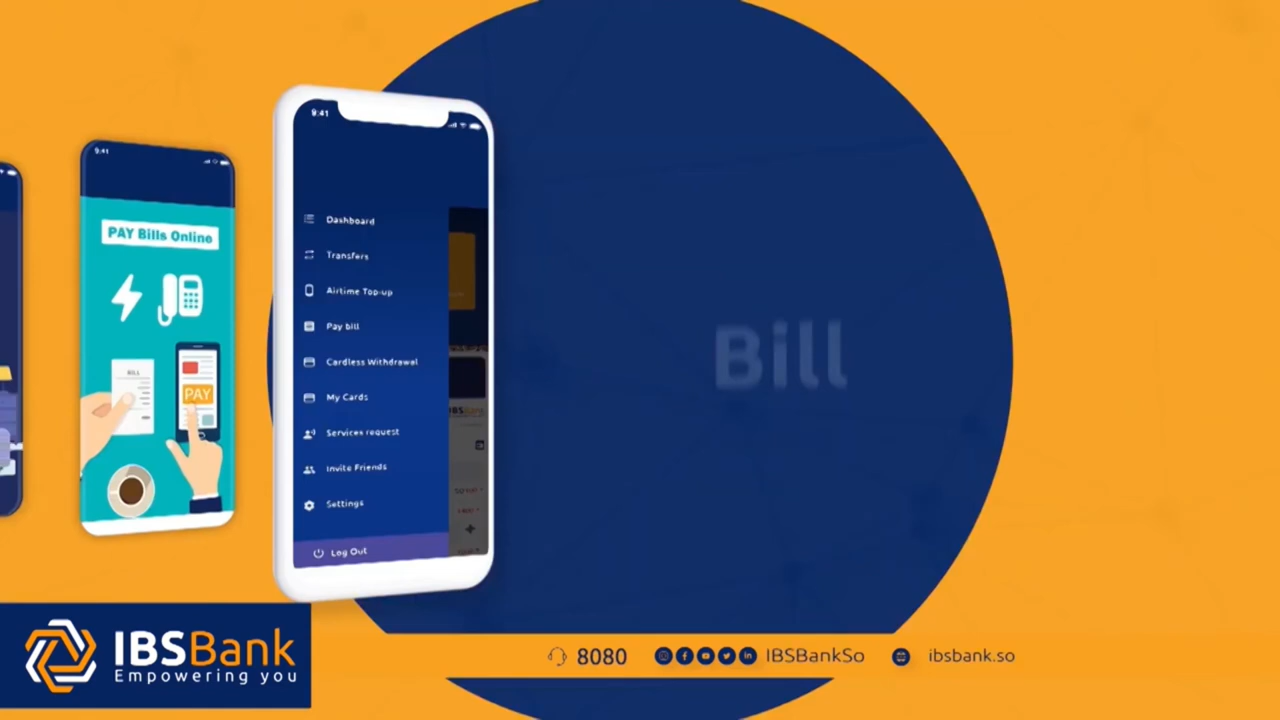 9:41
PAY Bills Online
BILL
PAY
9:41
Dashboard
Transfers
Airtime Top-up
Pay bill
Cardless Withdrawal
My Cards
Services request
Invite Friends
Settings
Log Out
IBSBank
Bill
IBSBank
Empowering you
8080
IBSBankSo
ibsbank.so